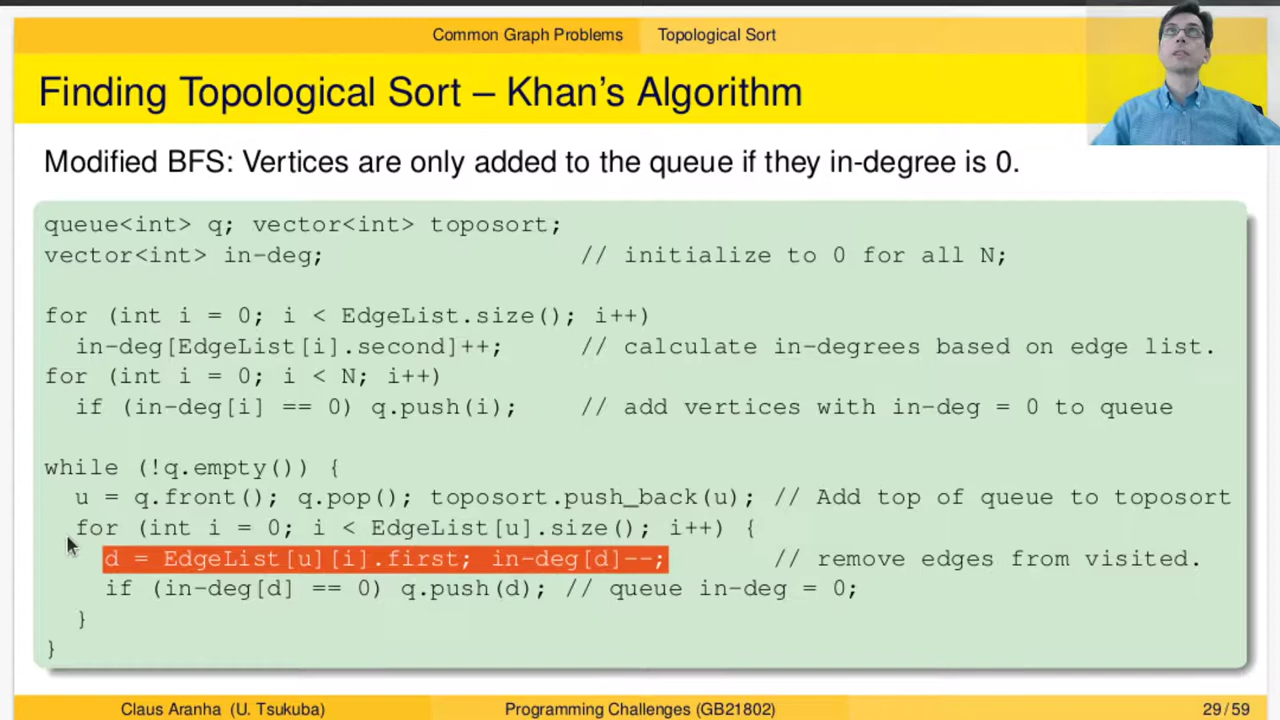 Common Graph Problems Topological Sort
Finding Topological Sort – Khan's Algorithm
Modified BFS: Vertices are only added to the queue if they in-degree is 0.
queue<int> q; vector<int> toposort;
vector<int> in-deg; // initialize to 0 for all N;
for (int i = 0; i < EdgeList.size(); i++)
in-deg[EdgeList[i].second]++; // calculate in-degrees based on edge list.
for (int i = 0; i < N; i++)
if (in-deg[i] == 0) q.push(i); // add vertices with in-deg = 0 to queue
while (!q.empty()) {
u = q.front(); q.pop(); toposort.push_back(u); // Add top of queue to toposort
for (int i = 0; i < EdgeList[u].size(); i++) {
d = EdgeList[u][i].first; in-deg[d]--; // remove edges from visited.
if (in-deg[d] == 0) q.push(d); // queue in-deg = 0;
}
}
Claus Aranha (U. Tsukuba) Programming Challenges (GB21802) 29 / 59